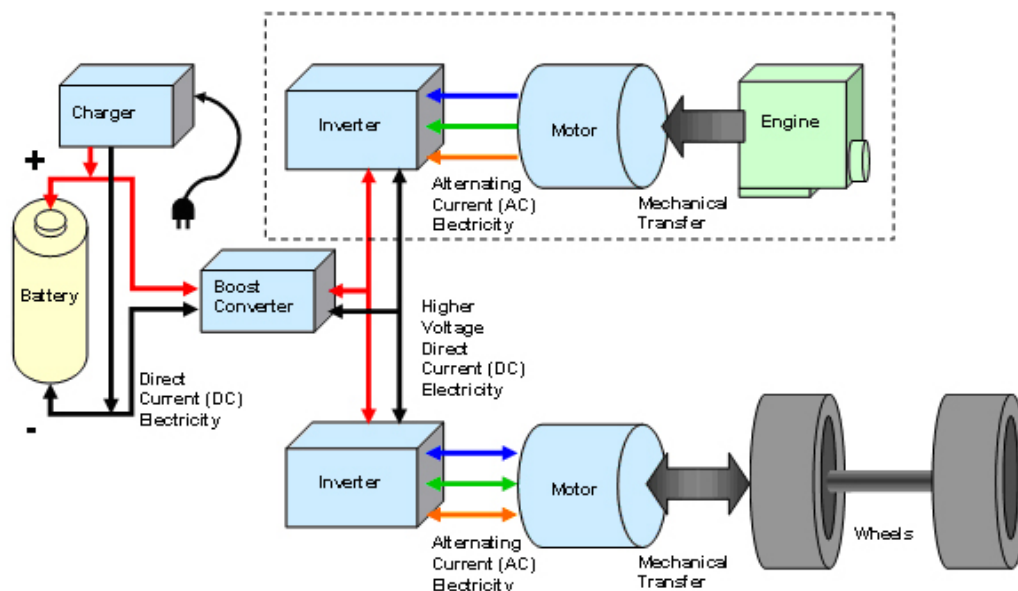 Charger
+
Battery
-
Direct
Current (DC)
Electricity
Boost
Converter
Inverter
Alternating
Current (AC)
Electricity
Motor
Mechanical
Transfer
Engine
Higher
Voltage
Direct
Current (DC)
Electricity
Inverter
Alternating
Current (AC)
Electricity
Motor
Mechanical
Transfer
Wheels